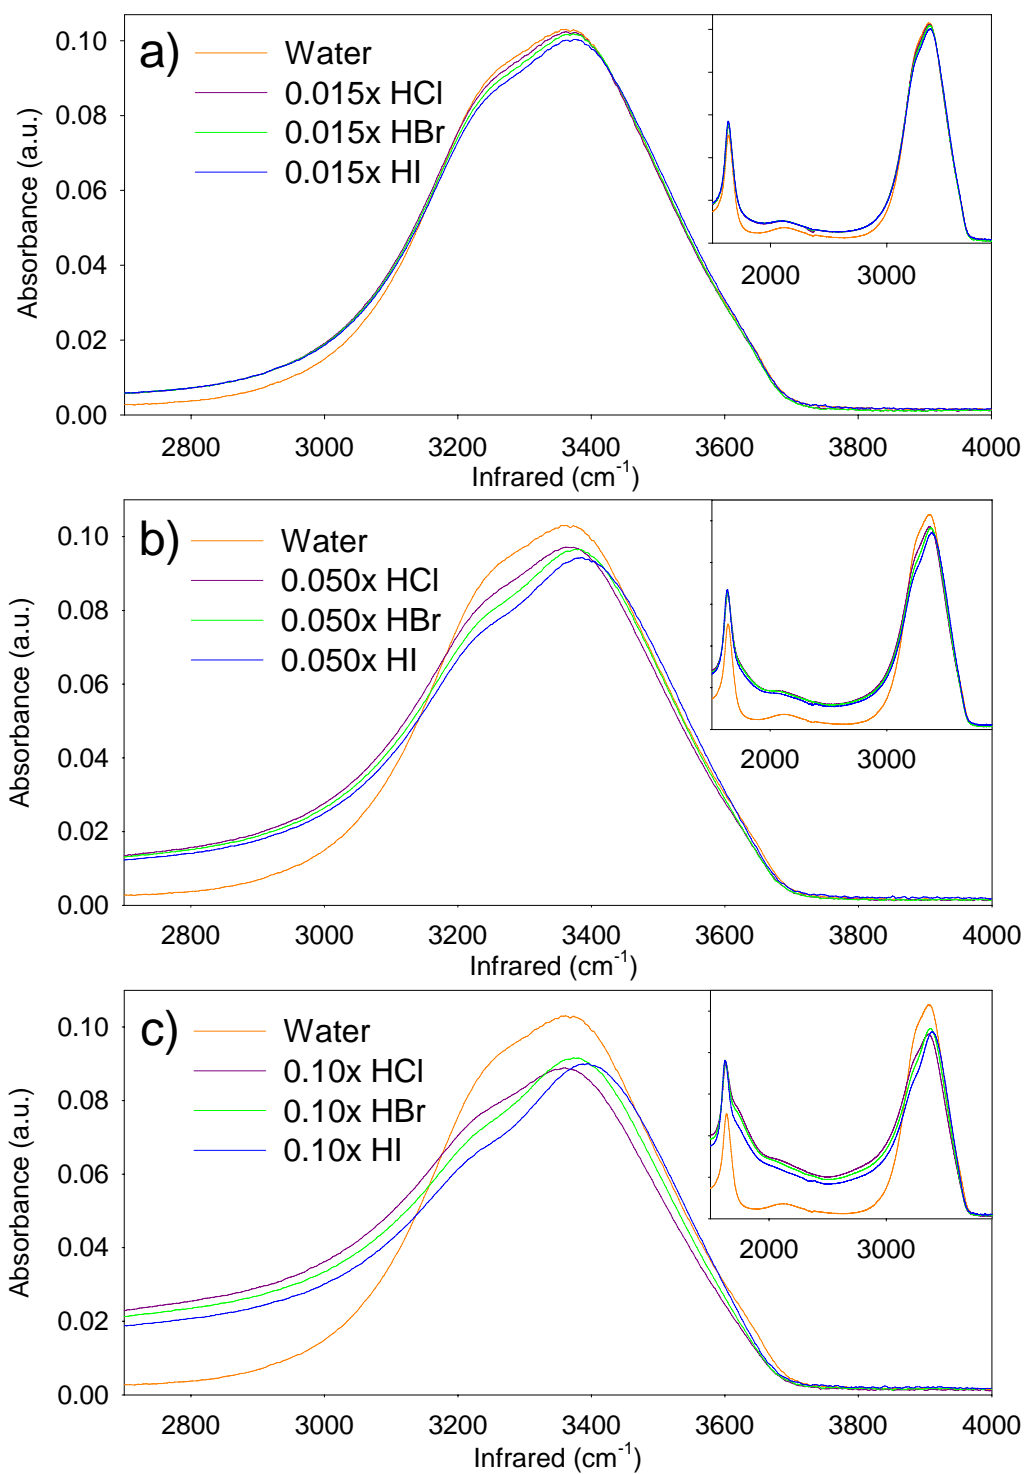 a)
Water
0.015x HCl
0.015x HBr
0.015x HI
Absorbance (a.u.)
0.10
0.08
0.06
0.04
0.02
0.00
2800 3000 3200 3400 3600 3800 4000
Infrared (cm-1)
2000 3000
b)
Water
0.050x HCl
0.050x HBr
0.050x HI
Absorbance (a.u.)
0.10
0.08
0.06
0.04
0.02
0.00
2800 3000 3200 3400 3600 3800 4000
Infrared (cm-1)
2000 3000
c)
Water
0.10x HCl
0.10x HBr
0.10x HI
Absorbance (a.u.)
0.10
0.08
0.06
0.04
0.02
0.00
2800 3000 3200 3400 3600 3800 4000
Infrared (cm-1)
2000 3000